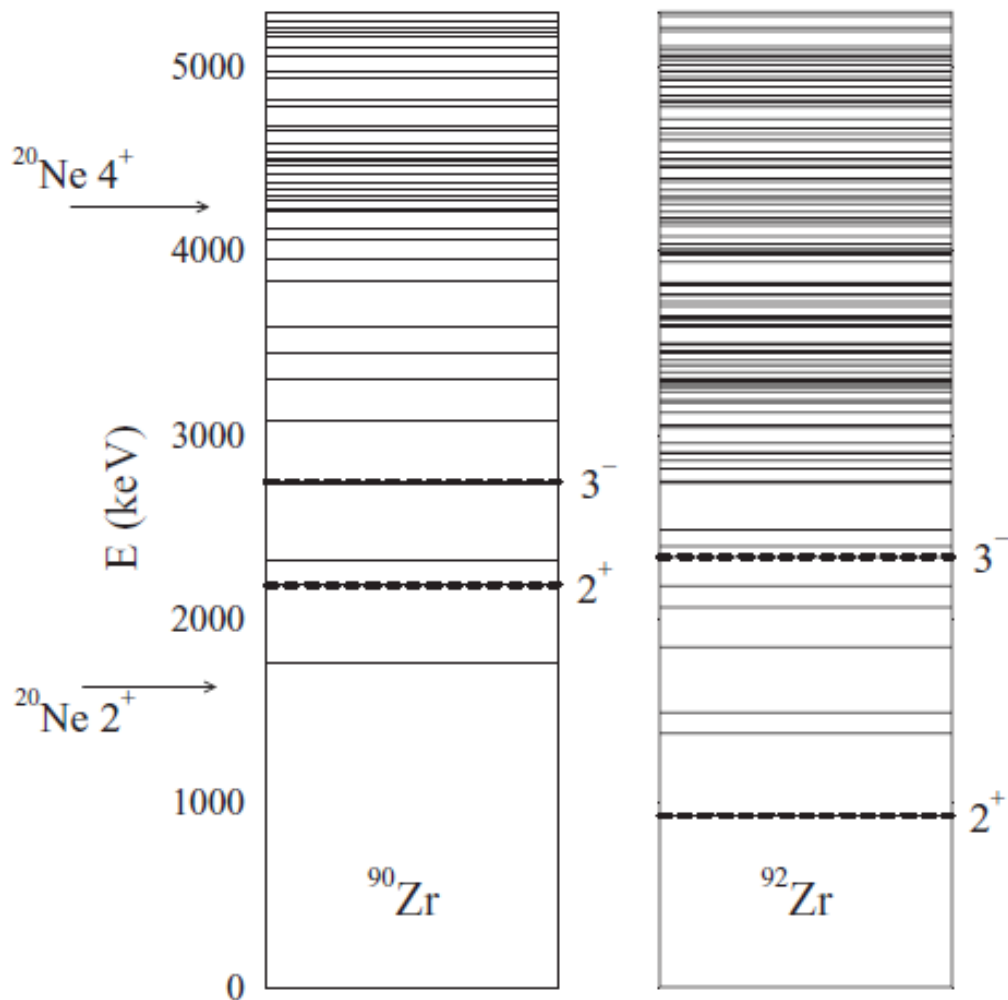 5000
²⁰Ne 4⁺
4000
E (keV)
3000
3⁻
3⁻
2⁺
2000
²⁰Ne 2⁺
1000
2⁺
⁹⁰Zr
⁹²Zr
0